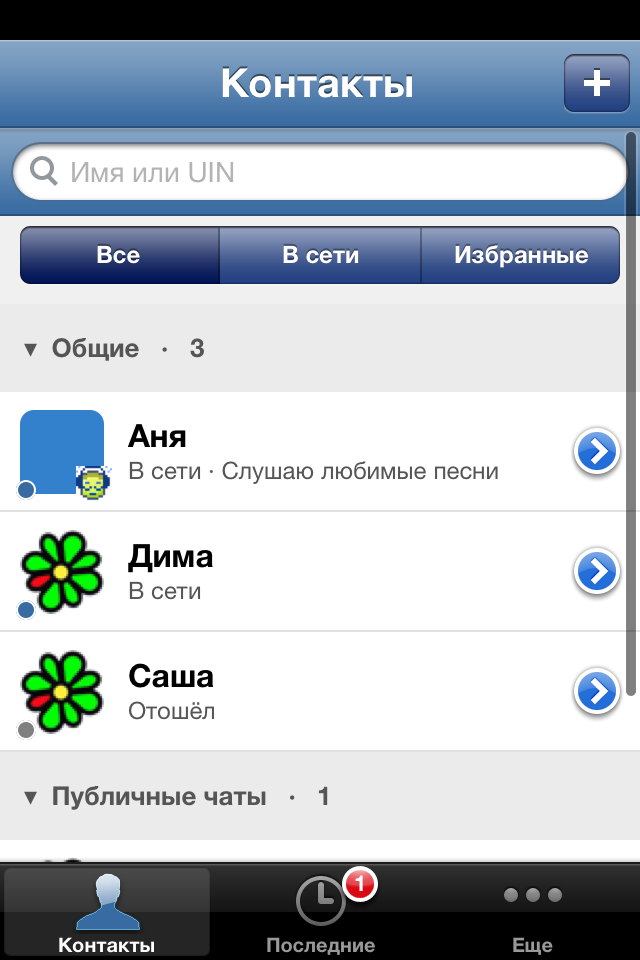 Контакты
Имя или UIN
Все
В сети
Избранные
▼ Общие · 3
Аня
В сети · Слушаю любимые песни
Дима
В сети
Саша
Отошёл
▼ Публичные чаты · 1
1
Контакты
Последние
Еще